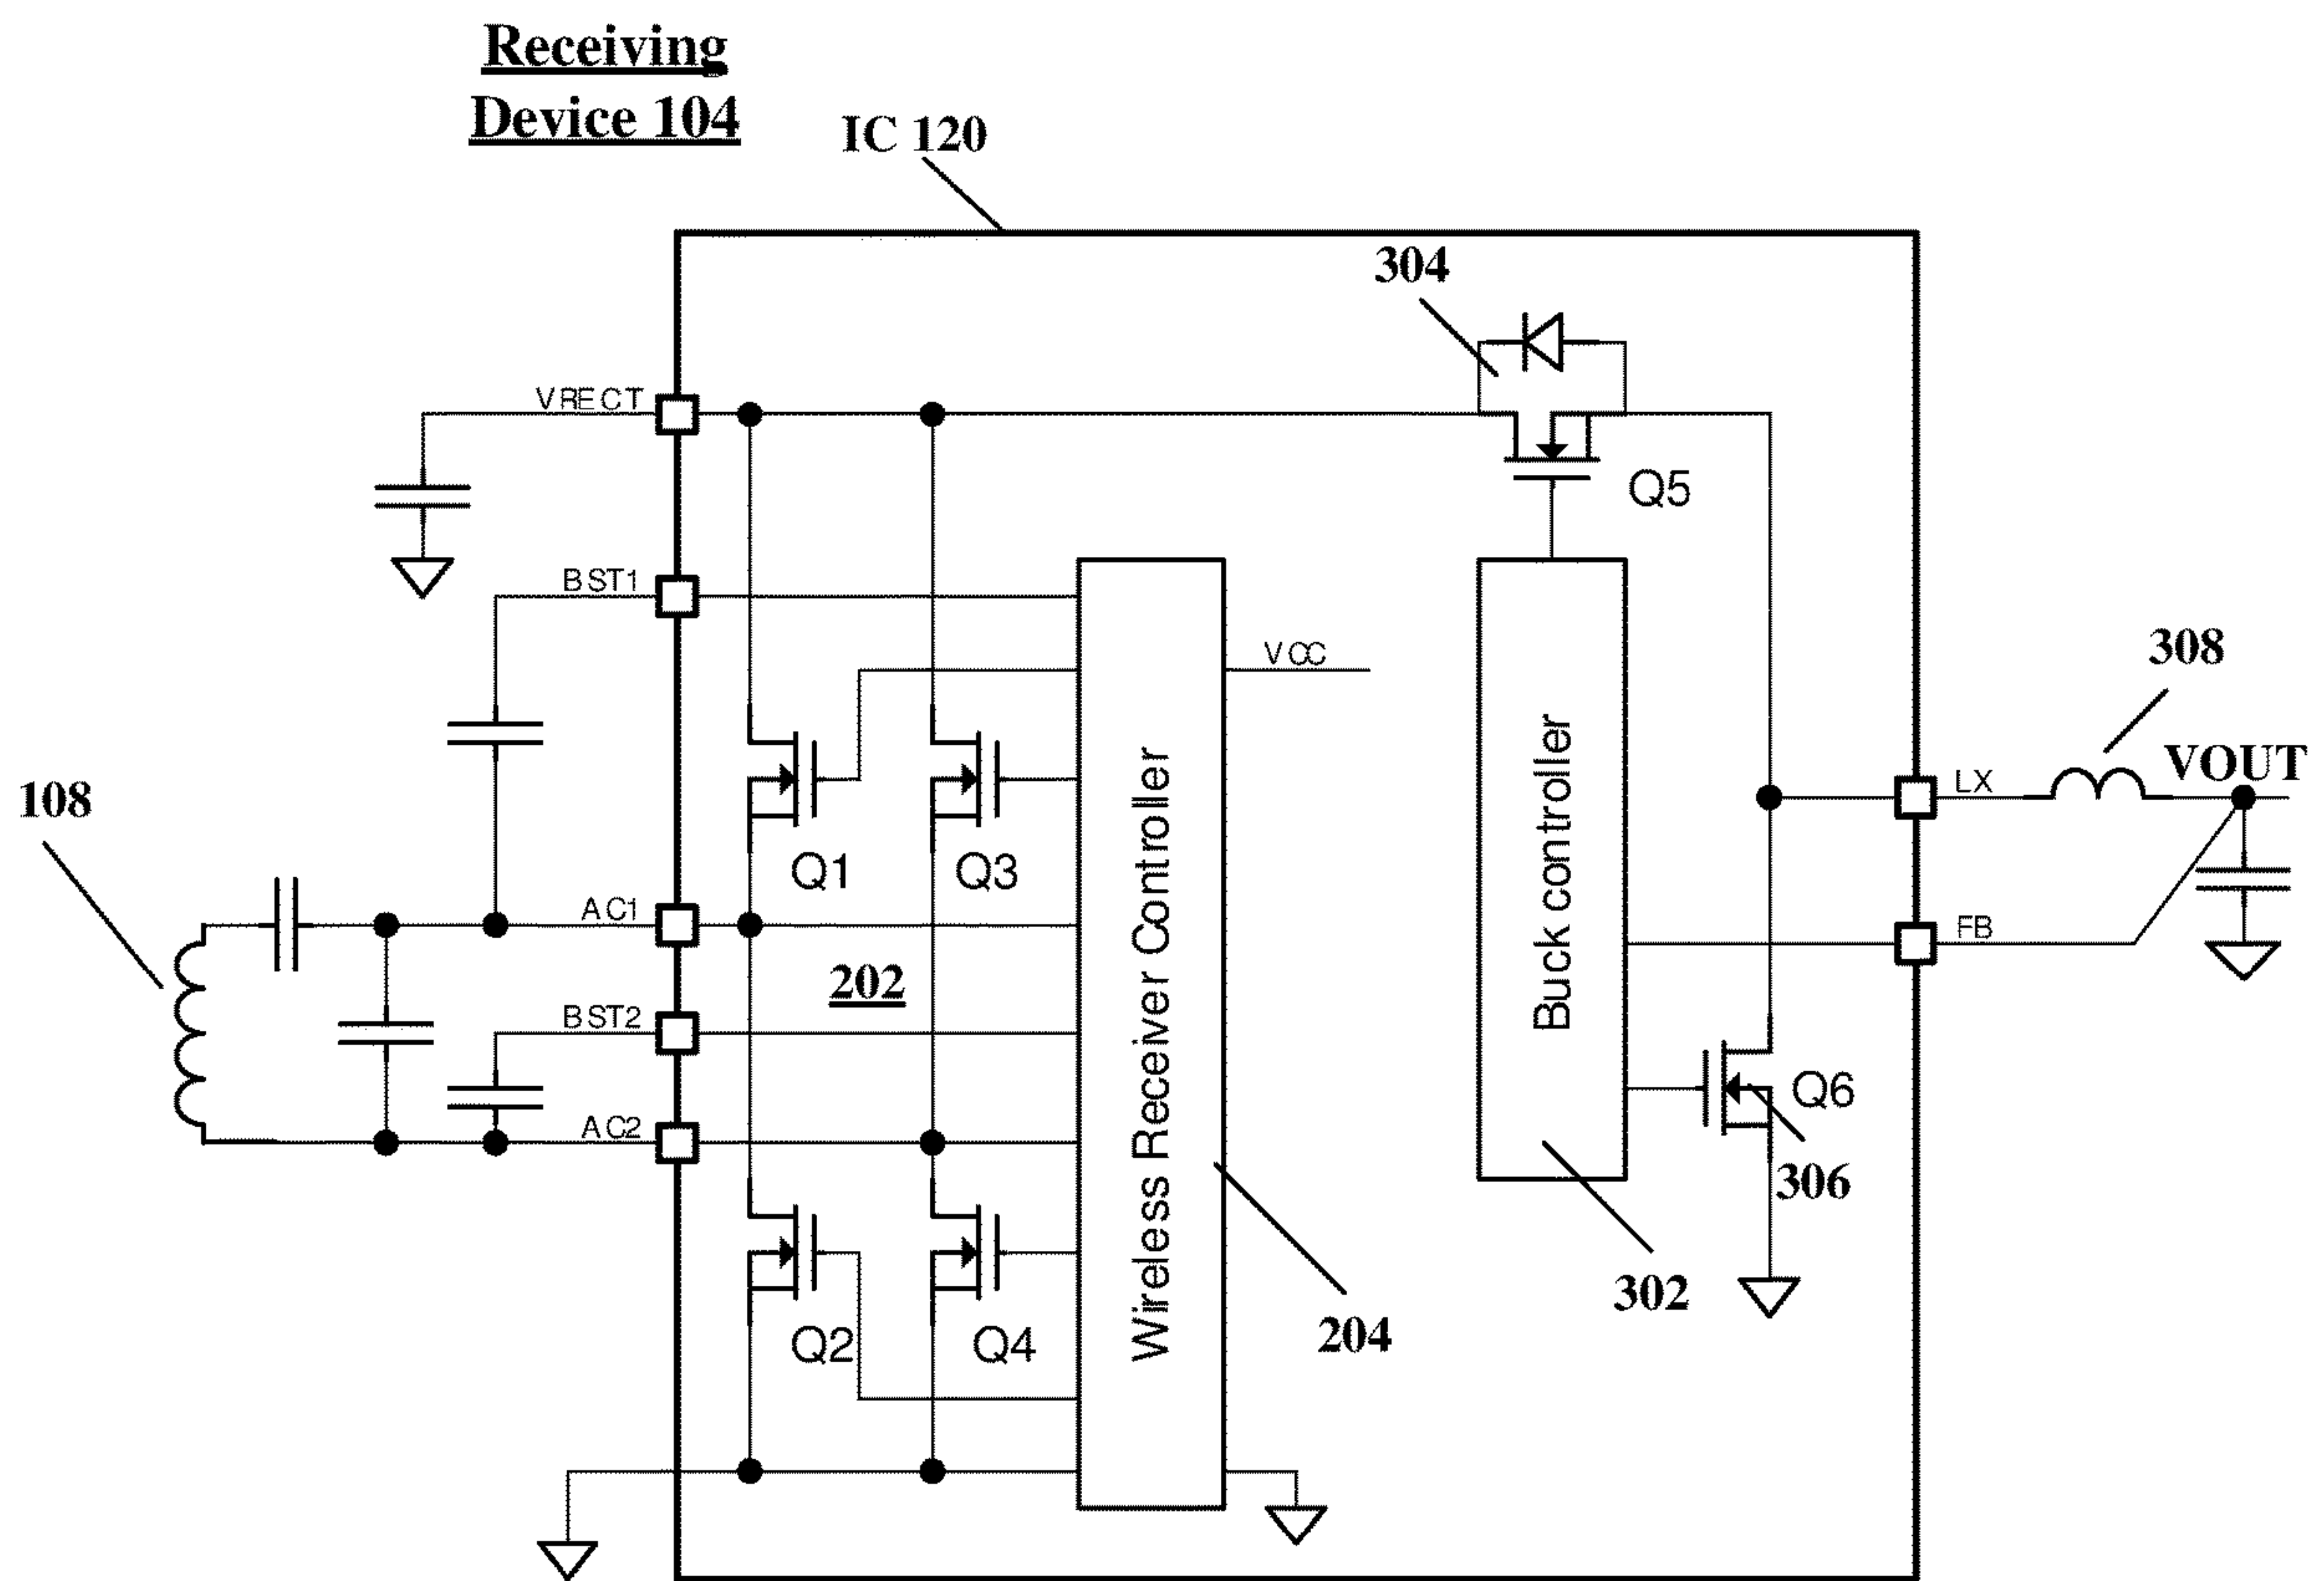 Receiving
Device 104
IC 120
304
VRECT
Q5
BST1
VCC
308
VOUT
LX
108
Q1
Q3
Wireless Receiver Controller
Buck controller
AC1
FB
202
BST2
Q6
AC2
306
302
204
Q2
Q4